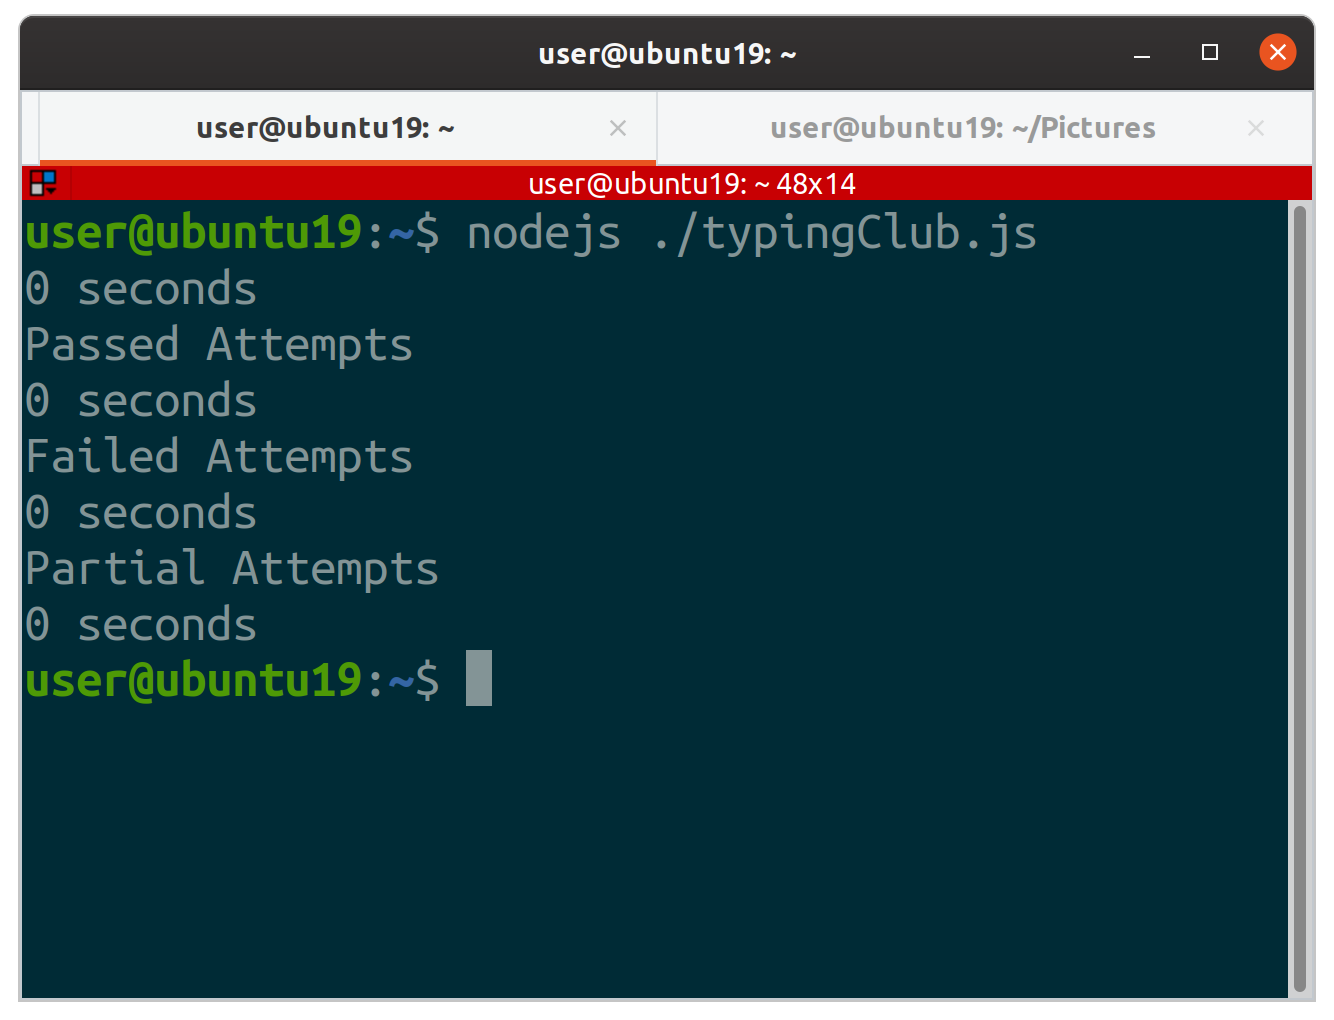 user@ubuntu19: ~
user@ubuntu19: ~
user@ubuntu19: ~/Pictures
user@ubuntu19: ~ 48x14
user@ubuntu19:~$ nodejs ./typingClub.js
0 seconds
Passed Attempts
0 seconds
Failed Attempts
0 seconds
Partial Attempts
0 seconds
user@ubuntu19:~$